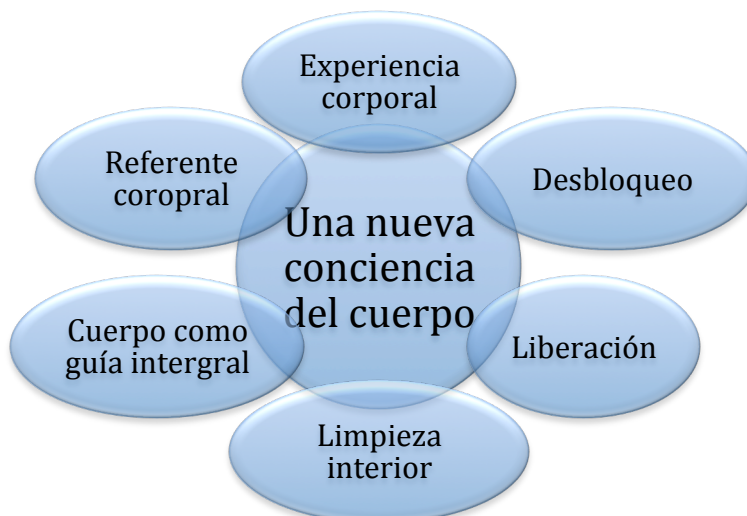 Experiencia
corporal
Referente
coropral
Desbloqueo
Una nueva
conciencia
del cuerpo
Cuerpo como
guía intergral
Liberación
Limpieza
interior